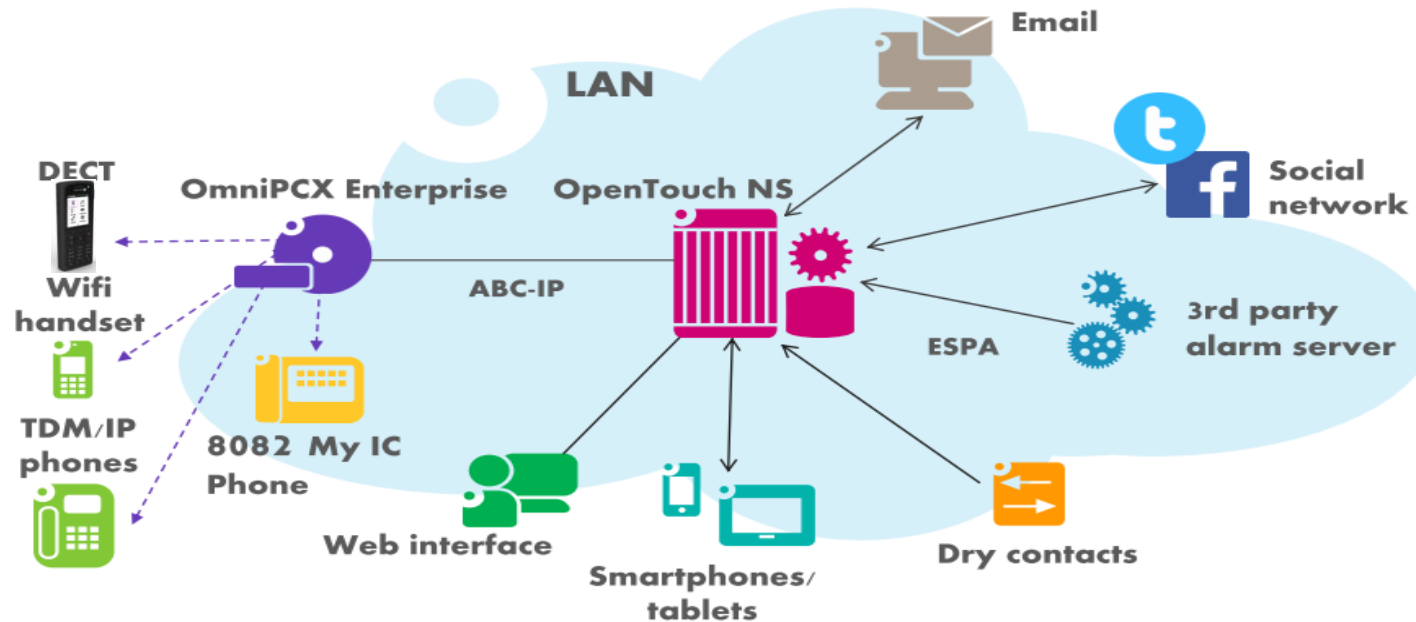 Email
LAN
DECT
OmniPCX Enterprise
OpenTouch NS
Social
network
Wifi
handset
ABC-IP
3rd party
alarm server
ESPA
TDM/IP
phones
8082 My IC
Phone
Web interface
Smartphones/
tablets
Dry contacts